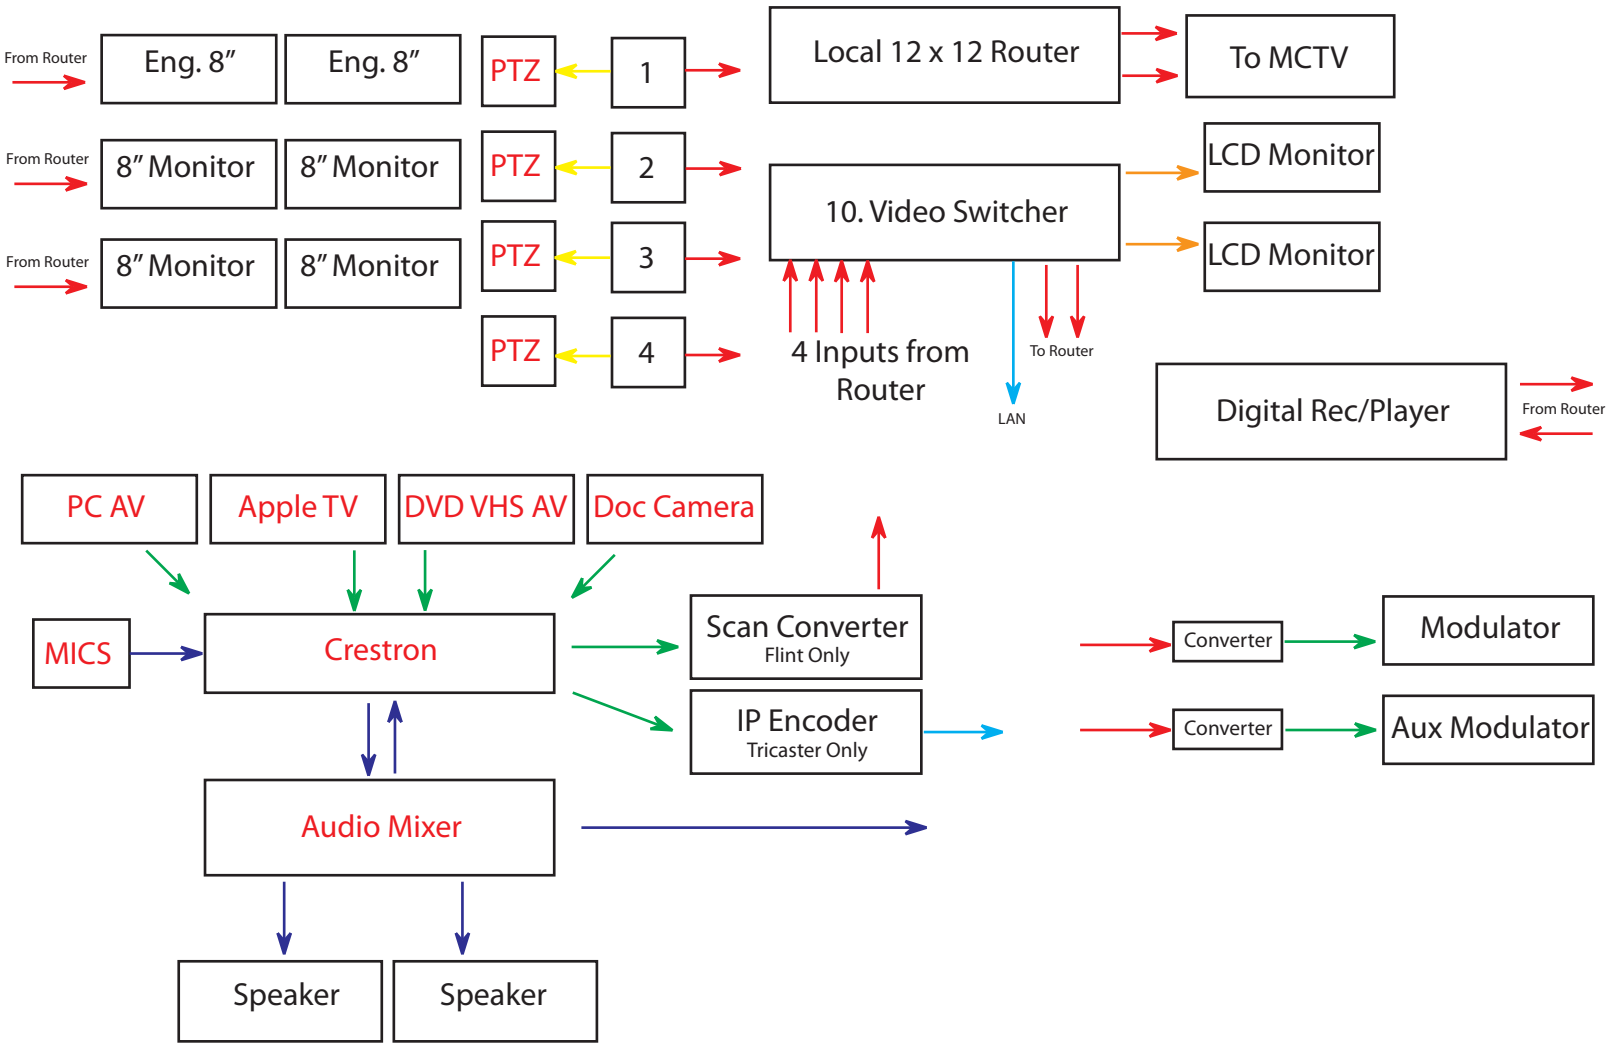 From Router
Eng. 8”
Eng. 8”
PTZ
1
Local 12 x 12 Router
To MCTV
From Router
8” Monitor
8” Monitor
PTZ
2
10. Video Switcher
LCD Monitor
From Router
8” Monitor
8” Monitor
PTZ
3
LCD Monitor
PTZ
4
4 Inputs from
Router
To Router
LAN
Digital Rec/Player
From Router
PC AV
Apple TV
DVD VHS AV
Doc Camera
MICS
Crestron
Scan Converter
Flint Only
Converter
Modulator
IP Encoder
Tricaster Only
Converter
Aux Modulator
Audio Mixer
Speaker
Speaker